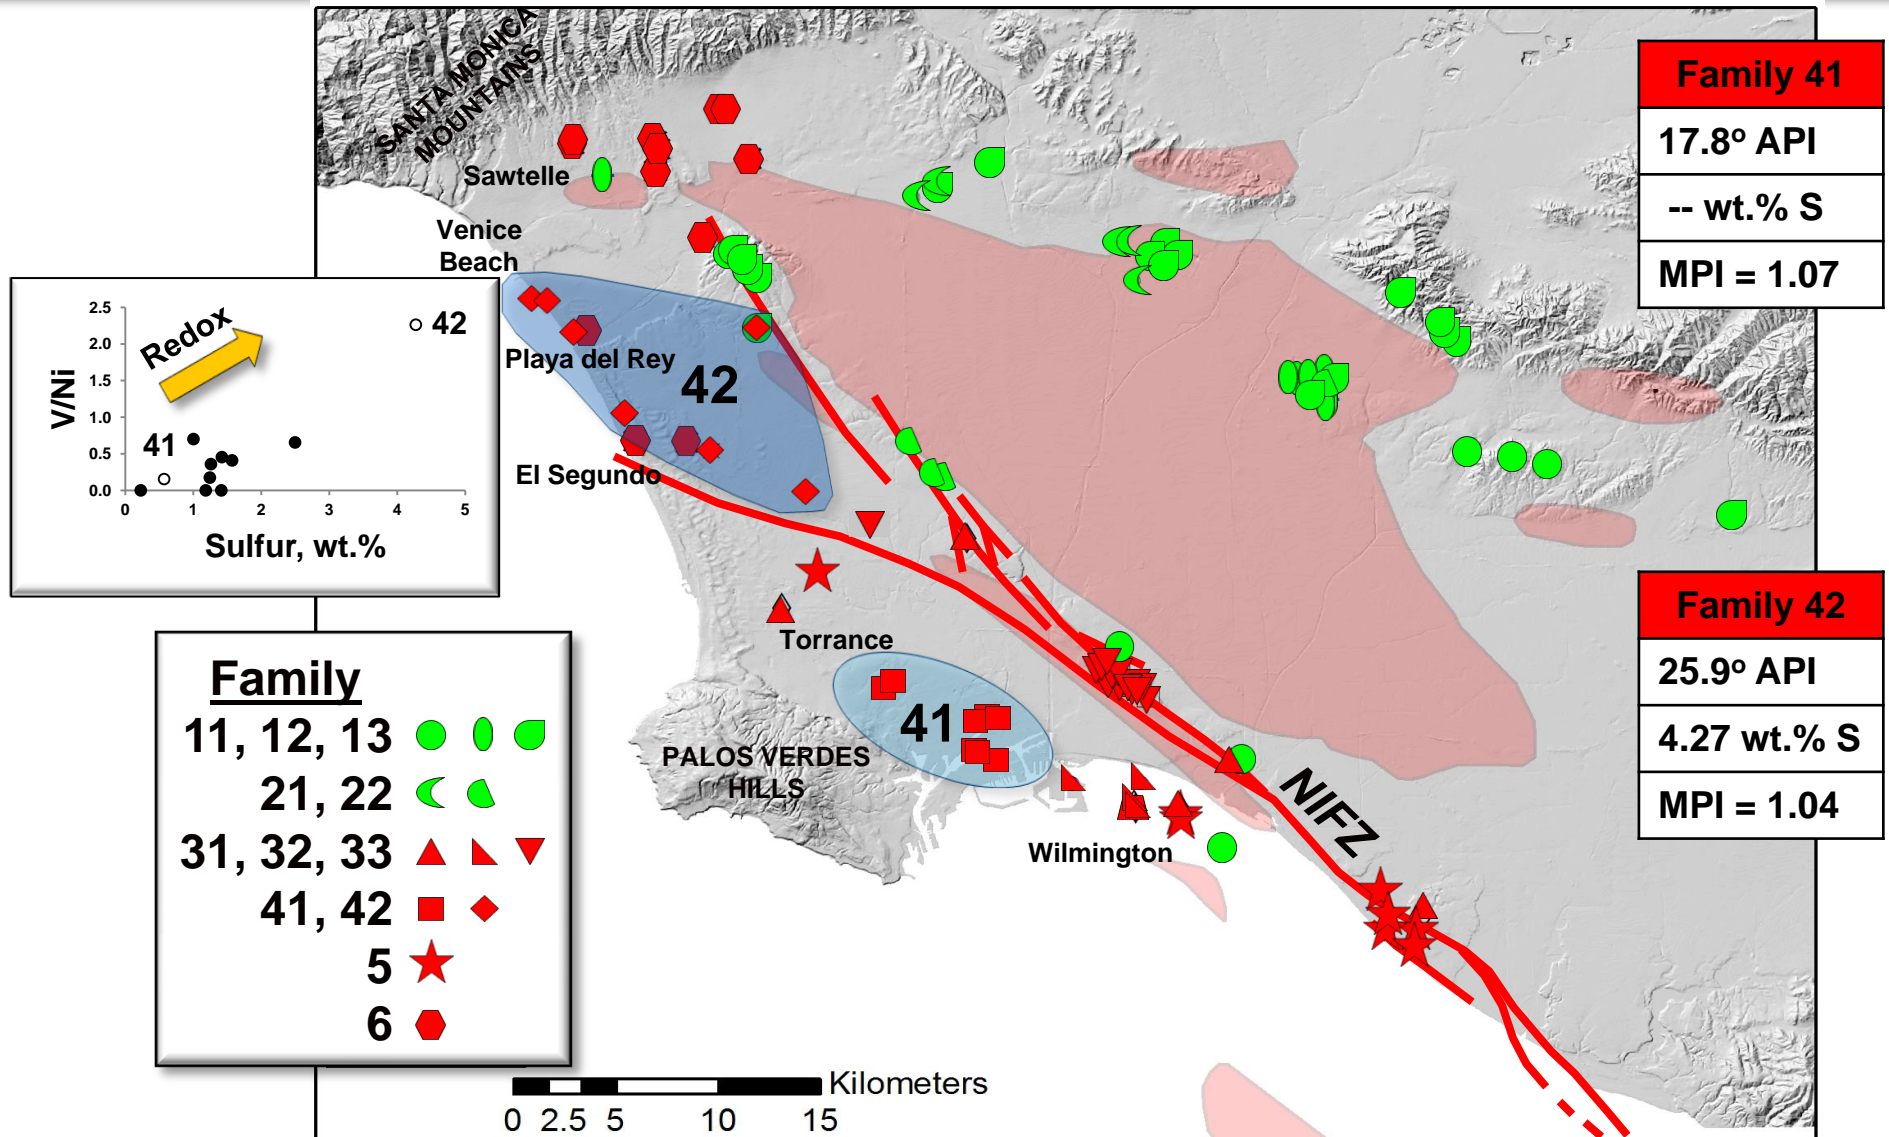 SANTA MONICA
MOUNTAINS
Sawtelle
Venice
Beach
Playa del Rey
42
El Segundo
Torrance
41
PALOS VERDES
HILLS
Wilmington
NIFZ
2.5
2.0
1.5
1.0
0.5
0.0
V/Ni
Redox
42
41
0 1 2 3 4 5
Sulfur, wt.%
Family
11, 12, 13
21, 22
31, 32, 33
41, 42
5
6
Kilometers
0 2.5 5 10 15
Family 41
17.8º API
-- wt.% S
MPI = 1.07
Family 42
25.9º API
4.27 wt.% S
MPI = 1.04